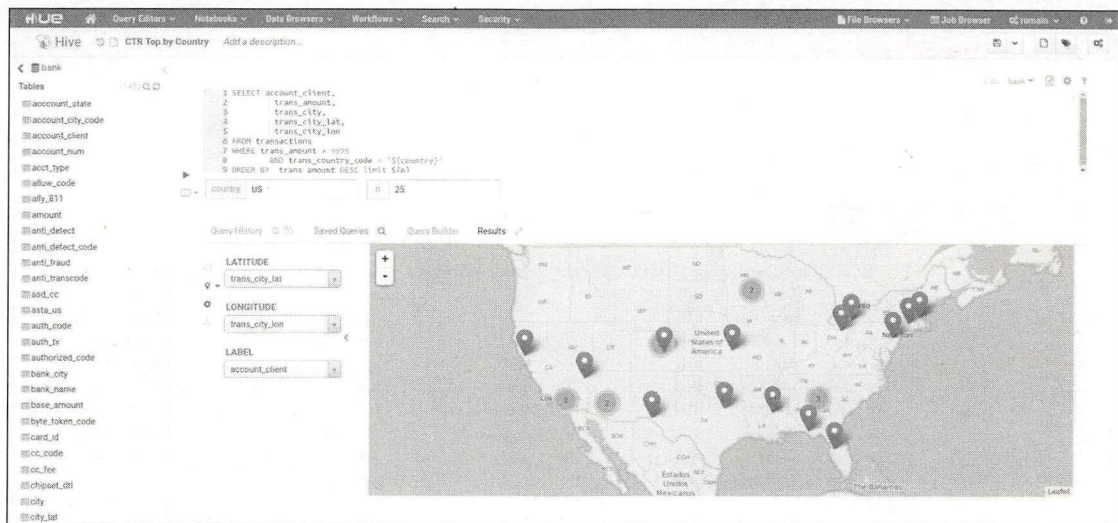 HUE Query Editors Notebooks Data Browsers Workflows Search Security File Browsers Job Browser romain
Hive CTR Top by Country Add a description...
bank
Tables
acccount_state
account_city_code
account_client
account_num
acct_type
allow_code
ally_811
amount
anti_detect
anti_detect_code
anti_fraud
anti_transcode
asd_cc
asta_us
auth_code
auth_tx
authorized_code
bank_city
bank_name
base_amount
byte_token_code
card_id
cc_code
cc_fee
chipset_dti
city
city_lat
bank ?
1 SELECT account_client,
2 trans_amount,
3 trans_city,
4 trans_city_lat,
5 trans_city_lon
6 FROM transactions
7 WHERE trans_amount >
8 AND trans_country_code = '${country}'
9 ORDER BY trans_amount DESC limit ${n}
country US n 25
Query History Saved Queries Query Builder Results
LATITUDE
trans_city_lat
LONGITUDE
trans_city_lon
LABEL
account_client
+
-
United
States of
America
2
2
Estados
Unidos
Mexicanos
The Bahamas
Leaflet